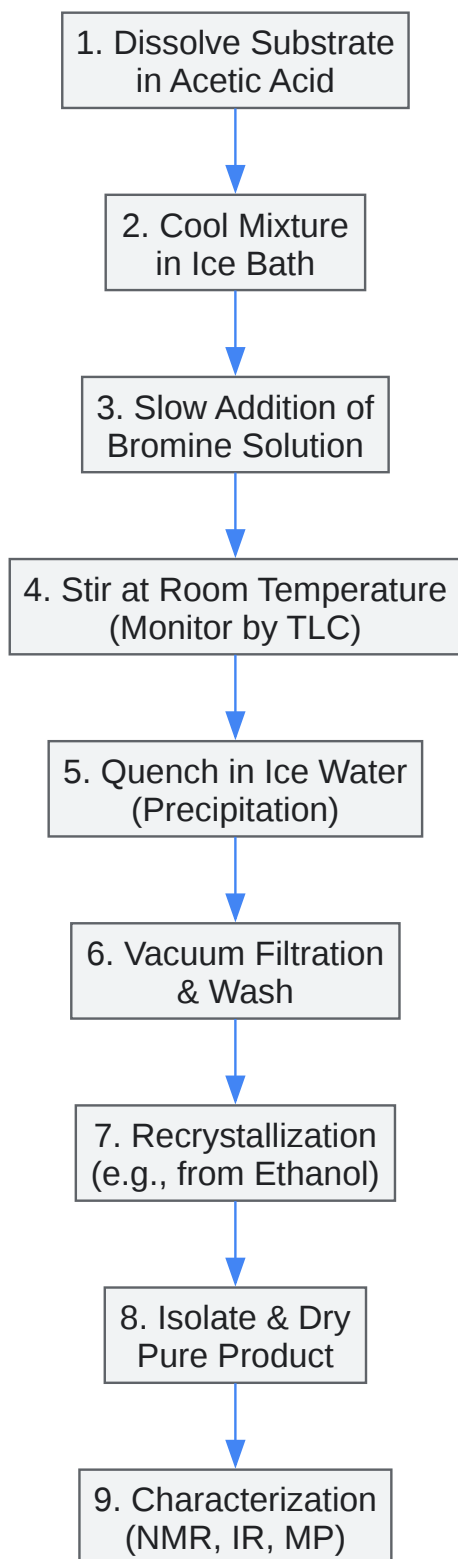 1. Dissolve Substrate
in Acetic Acid
2. Cool Mixture
in Ice Bath
3. Slow Addition of
Bromine Solution
4. Stir at Room Temperature
(Monitor by TLC)
5. Quench in Ice Water
(Precipitation)
6. Vacuum Filtration
& Wash
7. Recrystallization
(e.g., from Ethanol)
8. Isolate & Dry
Pure Product
9. Characterization
(NMR, IR, MP)